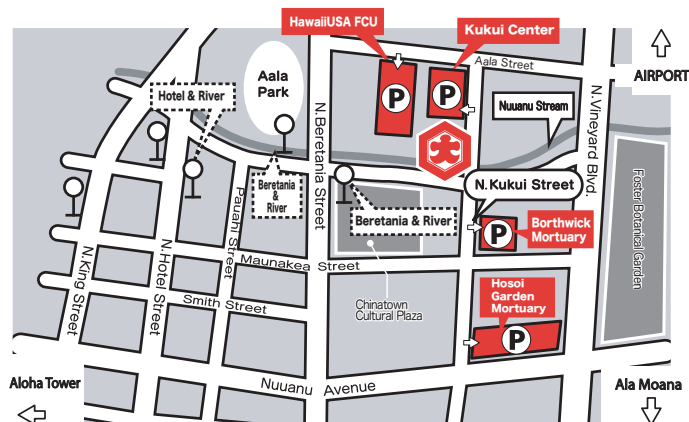 HawaiiUSA FCU
Kukui Center
Aala Street
AIRPORT
Aala
Park
Hotel & River
P
P
Nuuanu Stream
N.Vineyard Blvd.
N.Beretania Street
Foster Botanical Garden
Beretania
&
River
N.Kukui Street
Beretania & River
P
Borthwick
Mortuary
Pauahi Street
Maunakea Street
N.King Street
N.Hotel Street
Smith Street
Chinatown
Cultural Plaza
Hosoi
Garden
Mortuary
P
Aloha Tower
Nuuanu Avenue
Ala Moana